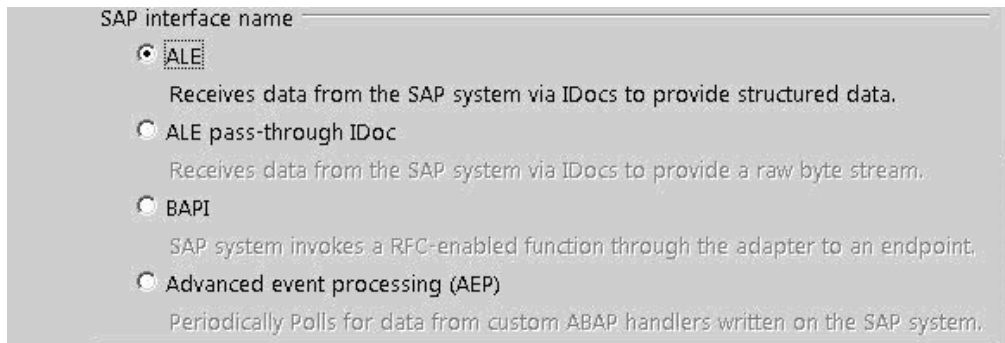 SAP interface name
ALE
Receives data from the SAP system via IDocs to provide structured data.
ALE pass-through IDoc
Receives data from the SAP system via IDocs to provide a raw byte stream.
BAPI
SAP system invokes a RFC-enabled function through the adapter to an endpoint.
Advanced event processing (AEP)
Periodically Polls for data from custom ABAP handlers written on the SAP system.